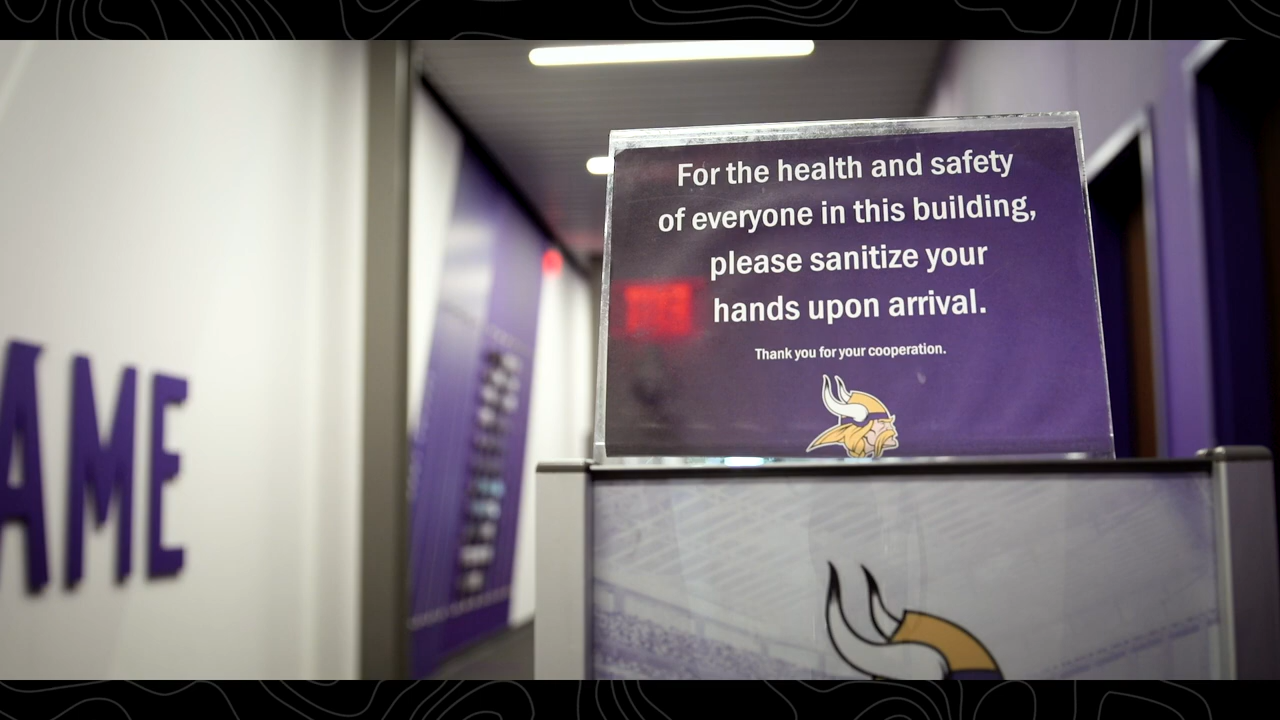 AME
For the health and safety
of everyone in this building,
please sanitize your
hands upon arrival.
Thank you for your cooperation.